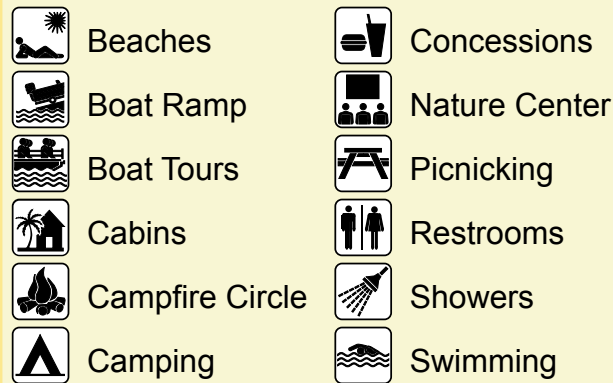 Beaches
Boat Ramp
Boat Tours
Cabins
Campfire Circle
Camping
Concessions
Nature Center
Picnicking
Restrooms
Showers
Swimming